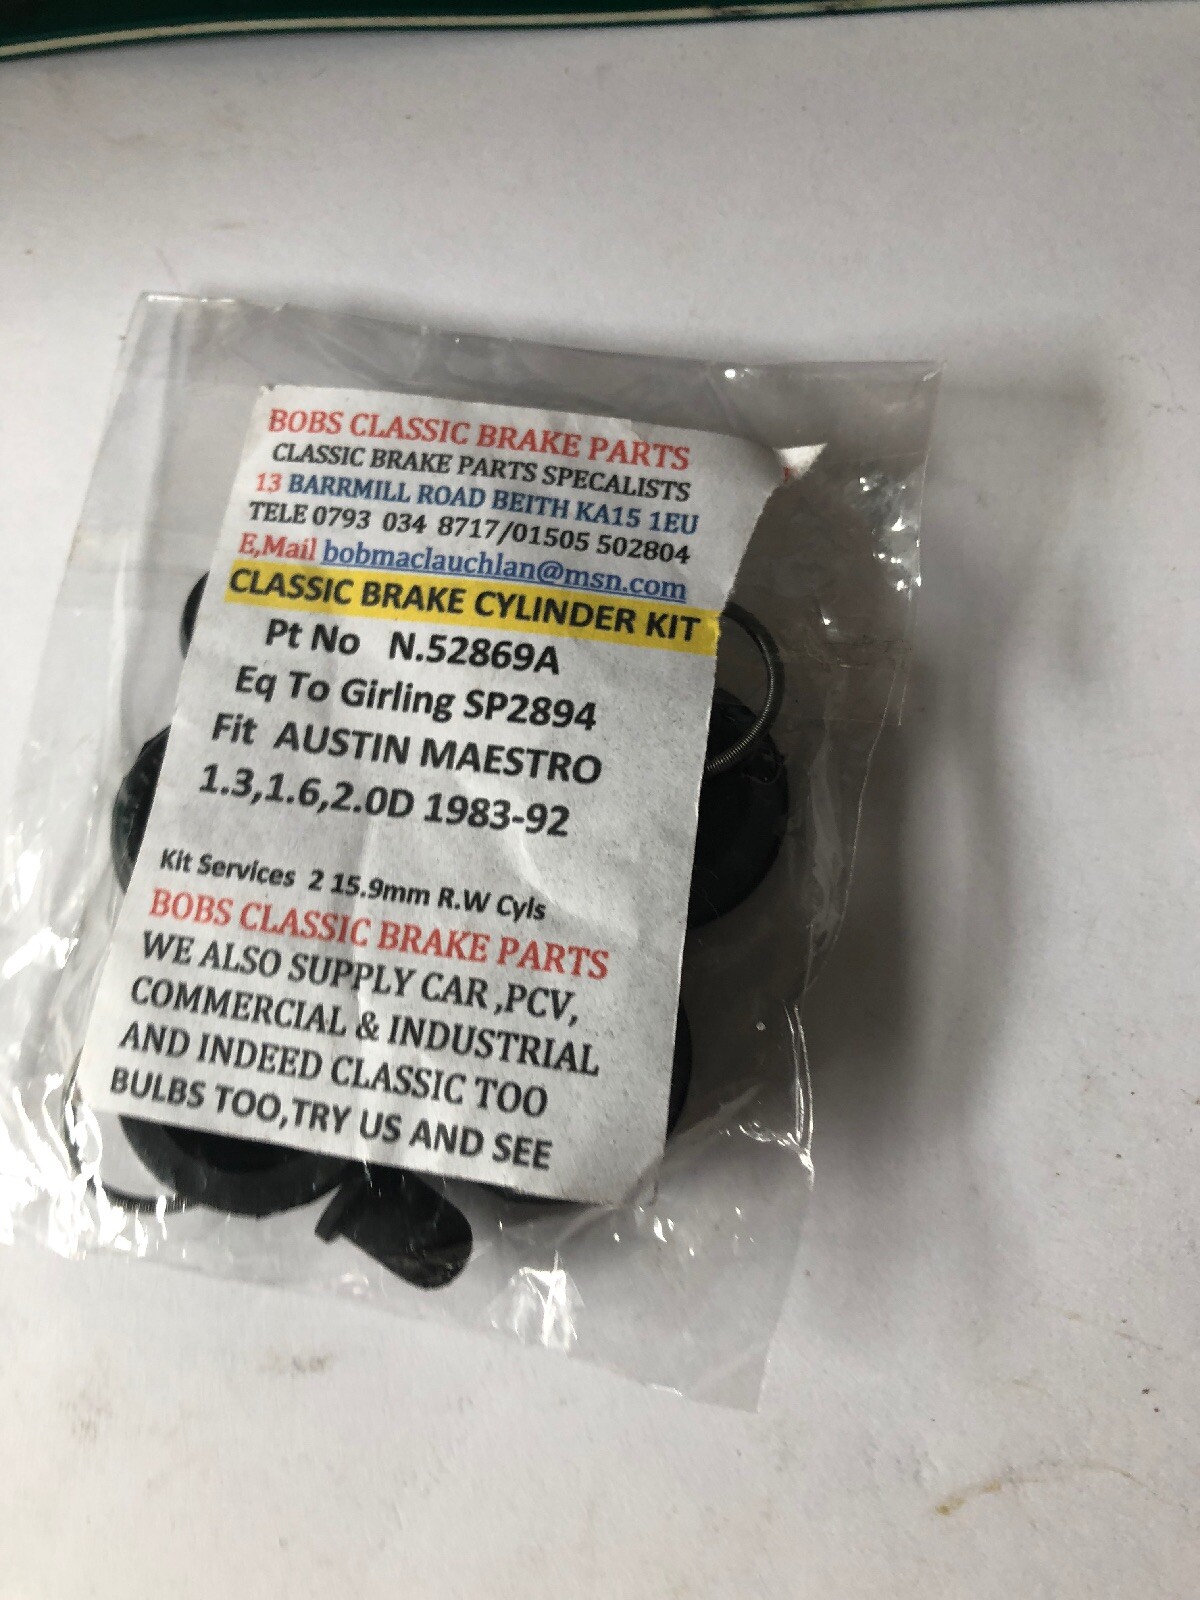 BOBS CLASSIC BRAKE PARTS
CLASSIC BRAKE PARTS SPECALISTS
13 BARRMILL ROAD BEITH KA15 1EU
TELE 0793 034 8717/01505 502804
E,Mail bobmaclauchlan@msn.com
CLASSIC BRAKE CYLINDER KIT
Pt No N.52869A
Eq To Girling SP2894
Fit AUSTIN MAESTRO
1.3,1.6,2.0D 1983-92
Kit Services 2 15.9mm R.W Cyls
BOBS CLASSIC BRAKE PARTS
WE ALSO SUPPLY CAR ,PCV,
COMMERCIAL & INDUSTRIAL
AND INDEED CLASSIC TOO
BULBS TOO,TRY US AND SEE